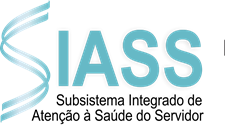 SIASS
Subsistema Integrado de
Atenção à Saúde do Servidor